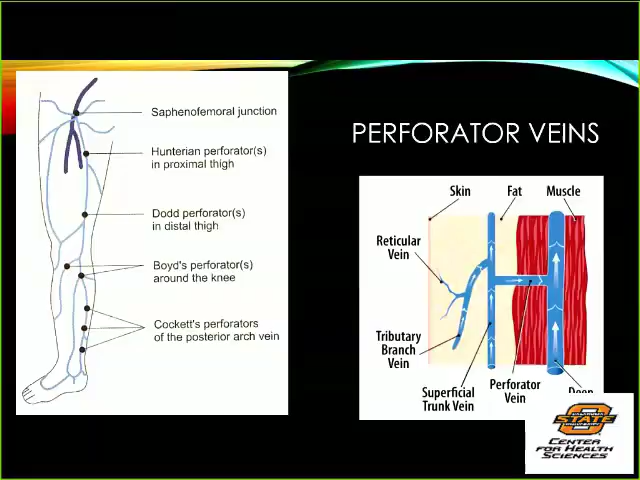 PERFORATOR VEINS
Saphenofemoral junction
Hunterian perforator(s)
in proximal thigh
Dodd perforator(s)
in distal thigh
Boyd's perforator(s)
around the knee
Cockett's perforators
of the posterior arch vein
Skin
Fat
Muscle
Reticular
Vein
Tributary
Branch
Vein
Superficial
Trunk Vein
Perforator
Vein
STATE
CENTER
FOR HEALTH
SCIENCES